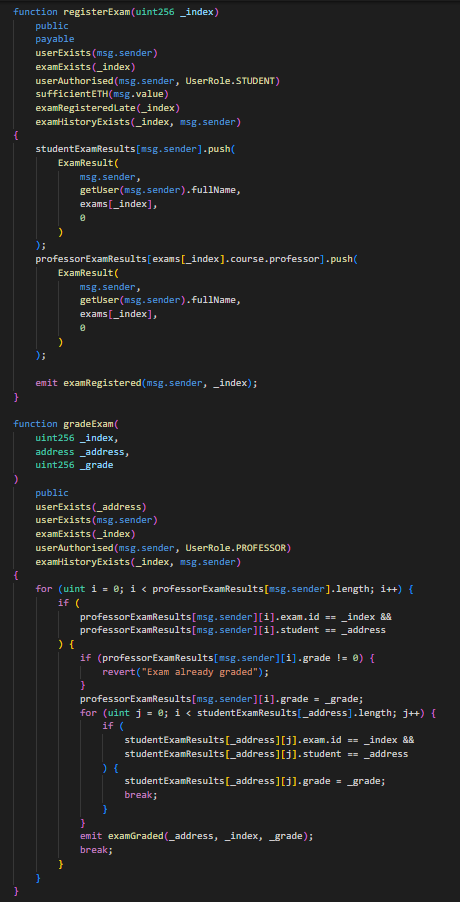 function registerExam(uint256 _index)
    public
    payable
    userExists(msg.sender)
    examExists(_index)
    userAuthorised(msg.sender, UserRole.STUDENT)
    sufficientETH(msg.value)
    examRegisteredLate(_index)
    examHistoryExists(_index, msg.sender)
{
    studentExamResults[msg.sender].push(
        ExamResult(
            msg.sender,
            getUser(msg.sender).fullName,
            exams[_index],
            0
        )
    );
    professorExamResults[exams[_index].course.professor].push(
        ExamResult(
            msg.sender,
            getUser(msg.sender).fullName,
            exams[_index],
            0
        )
    );

    emit examRegistered(msg.sender, _index);
}

function gradeExam(
    uint256 _index,
    address _address,
    uint256 _grade
)
    public
    userExists(_address)
    userExists(msg.sender)
    examExists(_index)
    userAuthorised(msg.sender, UserRole.PROFESSOR)
    examHistoryExists(_index, msg.sender)
{
    for (uint i = 0; i < professorExamResults[msg.sender].length; i++) {
        if (
            professorExamResults[msg.sender][i].exam.id == _index &&
            professorExamResults[msg.sender][i].student == _address
        ) {
            if (professorExamResults[msg.sender][i].grade != 0) {
                revert("Exam already graded");
            }
            professorExamResults[msg.sender][i].grade = _grade;
            for (uint j = 0; i < studentExamResults[_address].length; j++) {
                if (
                    studentExamResults[_address][j].exam.id == _index &&
                    studentExamResults[_address][j].student == _address
                ) {
                    studentExamResults[_address][j].grade = _grade;
                    break;
                }
            }
            emit examGraded(_address, _index, _grade);
            break;
        }
    }
}